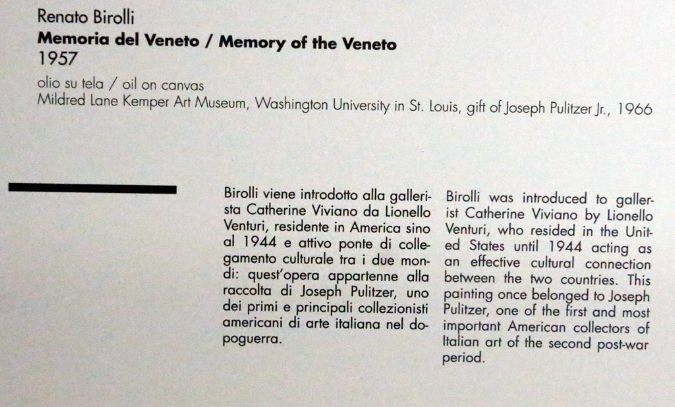 Renato Birolli
Memoria del Veneto / Memory of the Veneto
1957
olio su tela / oil on canvas
Mildred Lane Kemper Art Museum, Washington University in St. Louis, gift of Joseph Pulitzer Jr., 1966
Birolli viene introdotto alla galleri-
sta Catherine Viviano da Lionello
Venturi, residente in America sino
al 1944 e attivo ponte di colle-
gamento culturale tra i due mon-
di: quest'opera appartenne alla
raccolta di Joseph Pulitzer, uno
dei primi e principali collezionisti
americani di arte italiana nel do-
poguerra.
Birolli was introduced to galler-
ist Catherine Viviano by Lionello
Venturi, who resided in the Unit-
ed States until 1944 acting as
an effective cultural connection
between the two countries. This
painting once belonged to Joseph
Pulitzer, one of the first and most
important American collectors of
Italian art of the second post-war
period.